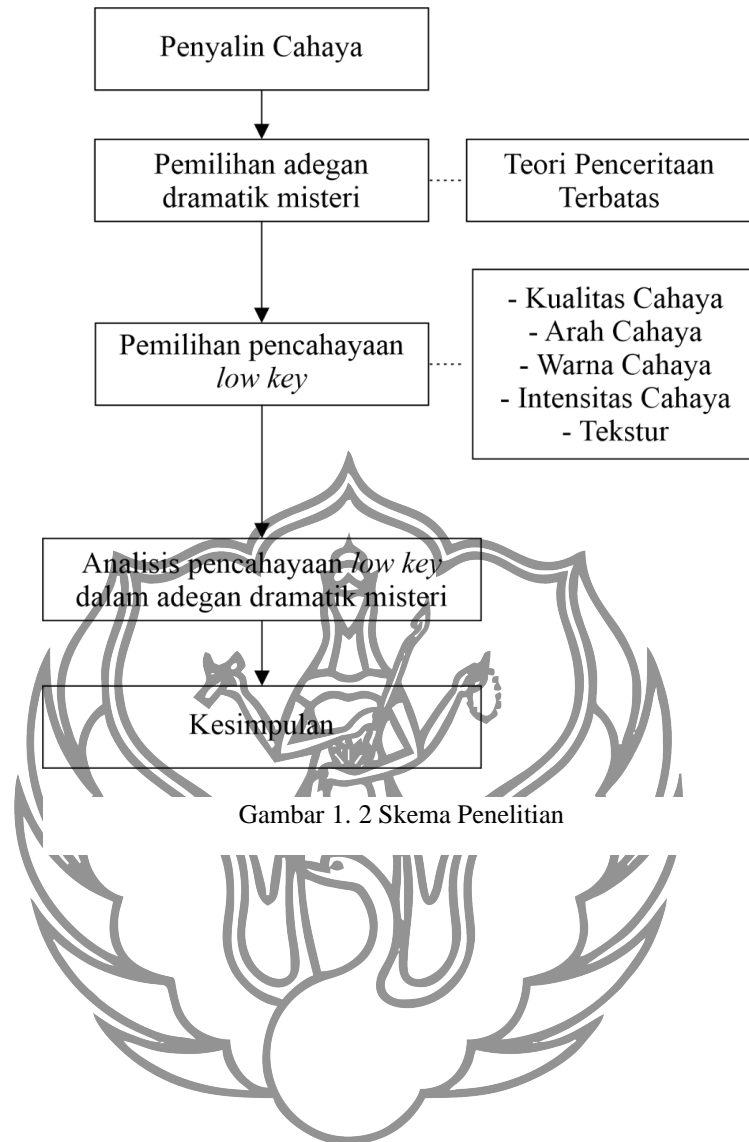 Penyalin Cahaya
Pemilihan adegan
dramatik misteri
Teori Penceritaan
Terbatas
Pemilihan pencahayaan
low key
- Kualitas Cahaya
- Arah Cahaya
- Warna Cahaya
- Intensitas Cahaya
- Tekstur
Analisis pencahayaan low key
dalam adegan dramatik misteri
Kesimpulan
Gambar 1. 2 Skema Penelitian